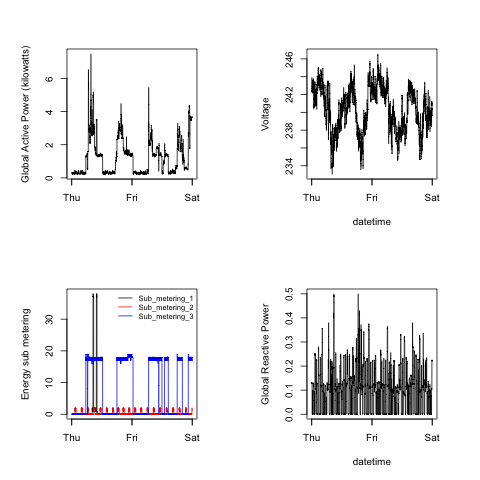 Global Active Power (kilowatts)
0 2 4 6
Thu Fri Sat
Voltage
234 238 242 246
Thu Fri Sat
datetime
Energy sub metering
0 10 20 30
Sub_metering_1
Sub_metering_2
Sub_metering_3
Thu Fri Sat
Global Reactive Power
0.0 0.1 0.2 0.3 0.4 0.5
Thu Fri Sat
datetime